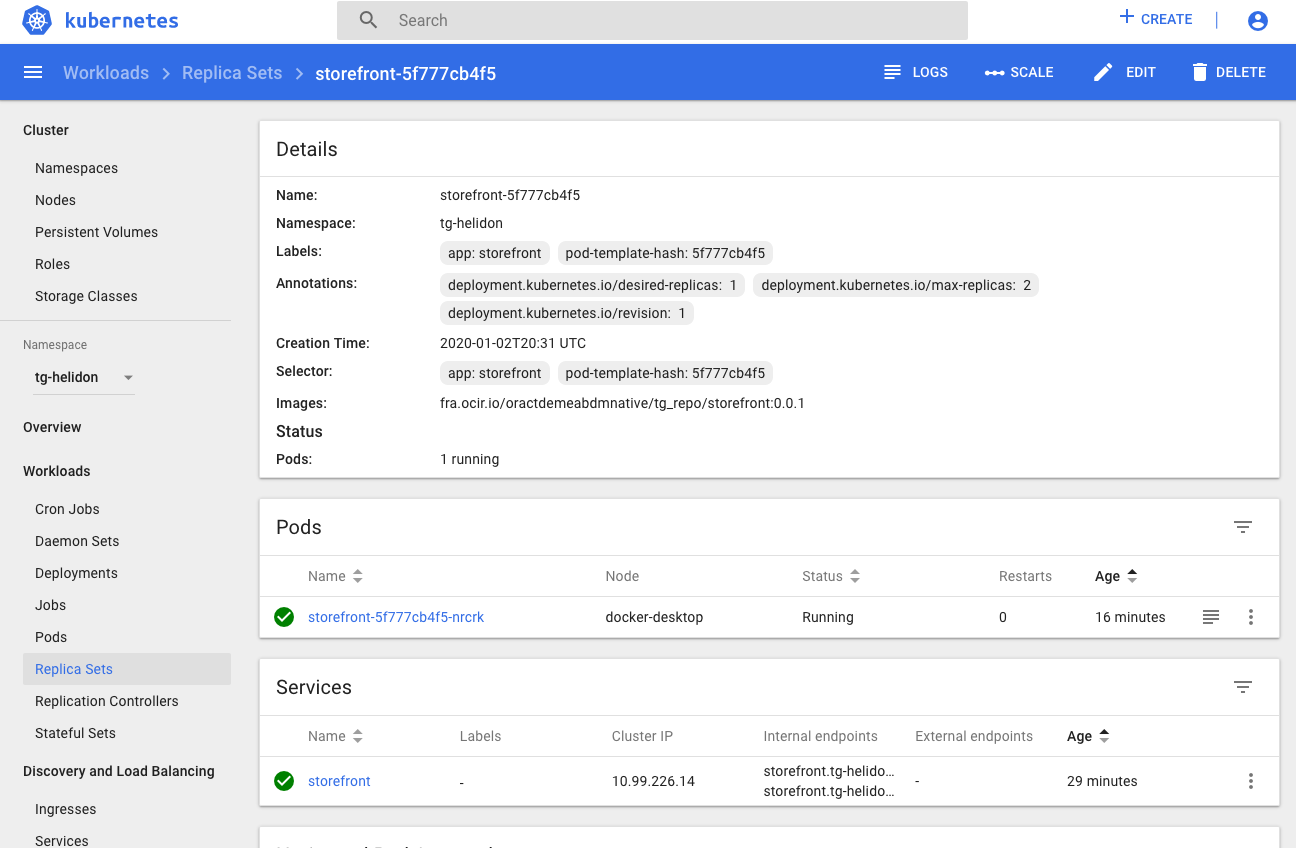 kubernetes
Search
CREATE
Workloads
Replica Sets
storefront-5f777cb4f5
LOGS
SCALE
EDIT
DELETE
Cluster
Namespaces
Nodes
Persistent Volumes
Roles
Storage Classes
Namespace
tg-helidon
Overview
Workloads
Cron Jobs
Daemon Sets
Deployments
Jobs
Pods
Replica Sets
Replication Controllers
Stateful Sets
Discovery and Load Balancing
Ingresses
Services
Details
Name: storefront-5f777cb4f5
Namespace: tg-helidon
Labels: app: storefront pod-template-hash: 5f777cb4f5
Annotations: deployment.kubernetes.io/desired-replicas: 1 deployment.kubernetes.io/max-replicas: 2
deployment.kubernetes.io/revision: 1
Creation Time: 2020-01-02T20:31 UTC
Selector: app: storefront pod-template-hash: 5f777cb4f5
Images: fra.ocir.io/oractdemeabdmnative/tg_repo/storefront:0.0.1
Status
Pods: 1 running
Pods
Name Node Status Restarts Age
storefront-5f777cb4f5-nrcrk docker-desktop Running 0 16 minutes
Services
Name Labels Cluster IP Internal endpoints External endpoints Age
storefront - 10.99.226.14 storefront.tg-helido... - 29 minutes
storefront.tg-helido...